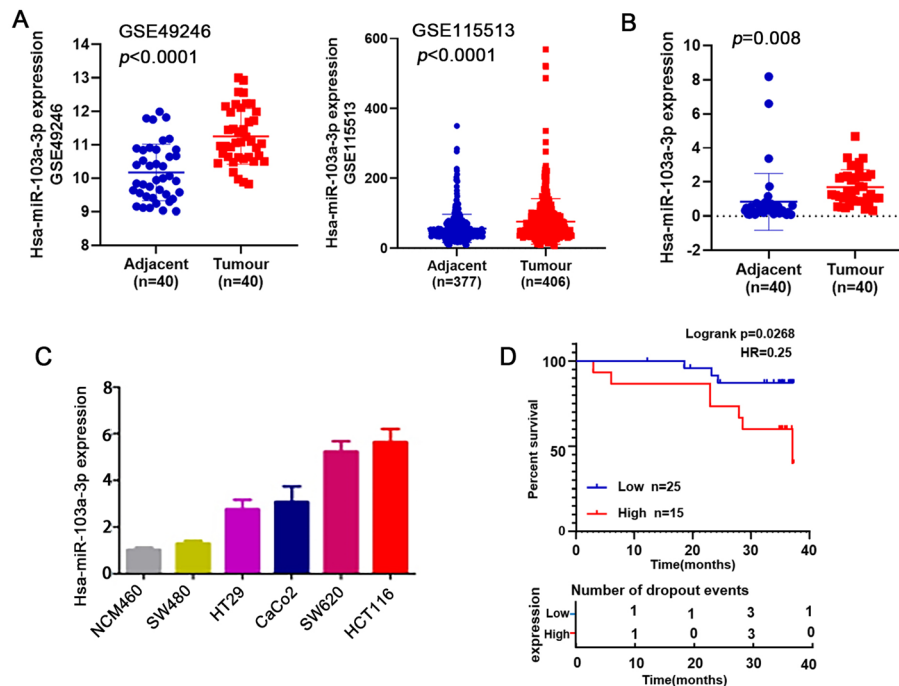 A
GSE49246
p<0.0001
Hsa-miR-103a-3p expression
GSE49246
14
13
12
11
10
9
8
Adjacent
(n=40)
Tumour
(n=40)
GSE115513
p<0.0001
Hsa-miR-103a-3p expression
GSE115513
600
400
200
0
Adjacent
(n=377)
Tumour
(n=406)
B
p=0.008
Hsa-miR-103a-3p expression
10
8
6
4
2
0
-2
Adjacent
(n=40)
Tumour
(n=40)
C
Hsa-miR-103a-3p expression
8
6
4
2
0
NCM460
SW480
HT29
CaCo2
SW620
HCT116
D
Logrank p=0.0268
HR=0.25
Percent survival
100
50
0
Low n=25
High n=15
0 10 20 30 40
Time(months)
Number of dropout events
expression
Low 1 1 3 1
High 1 0 3 0
0 10 20 30 40
Time(months)